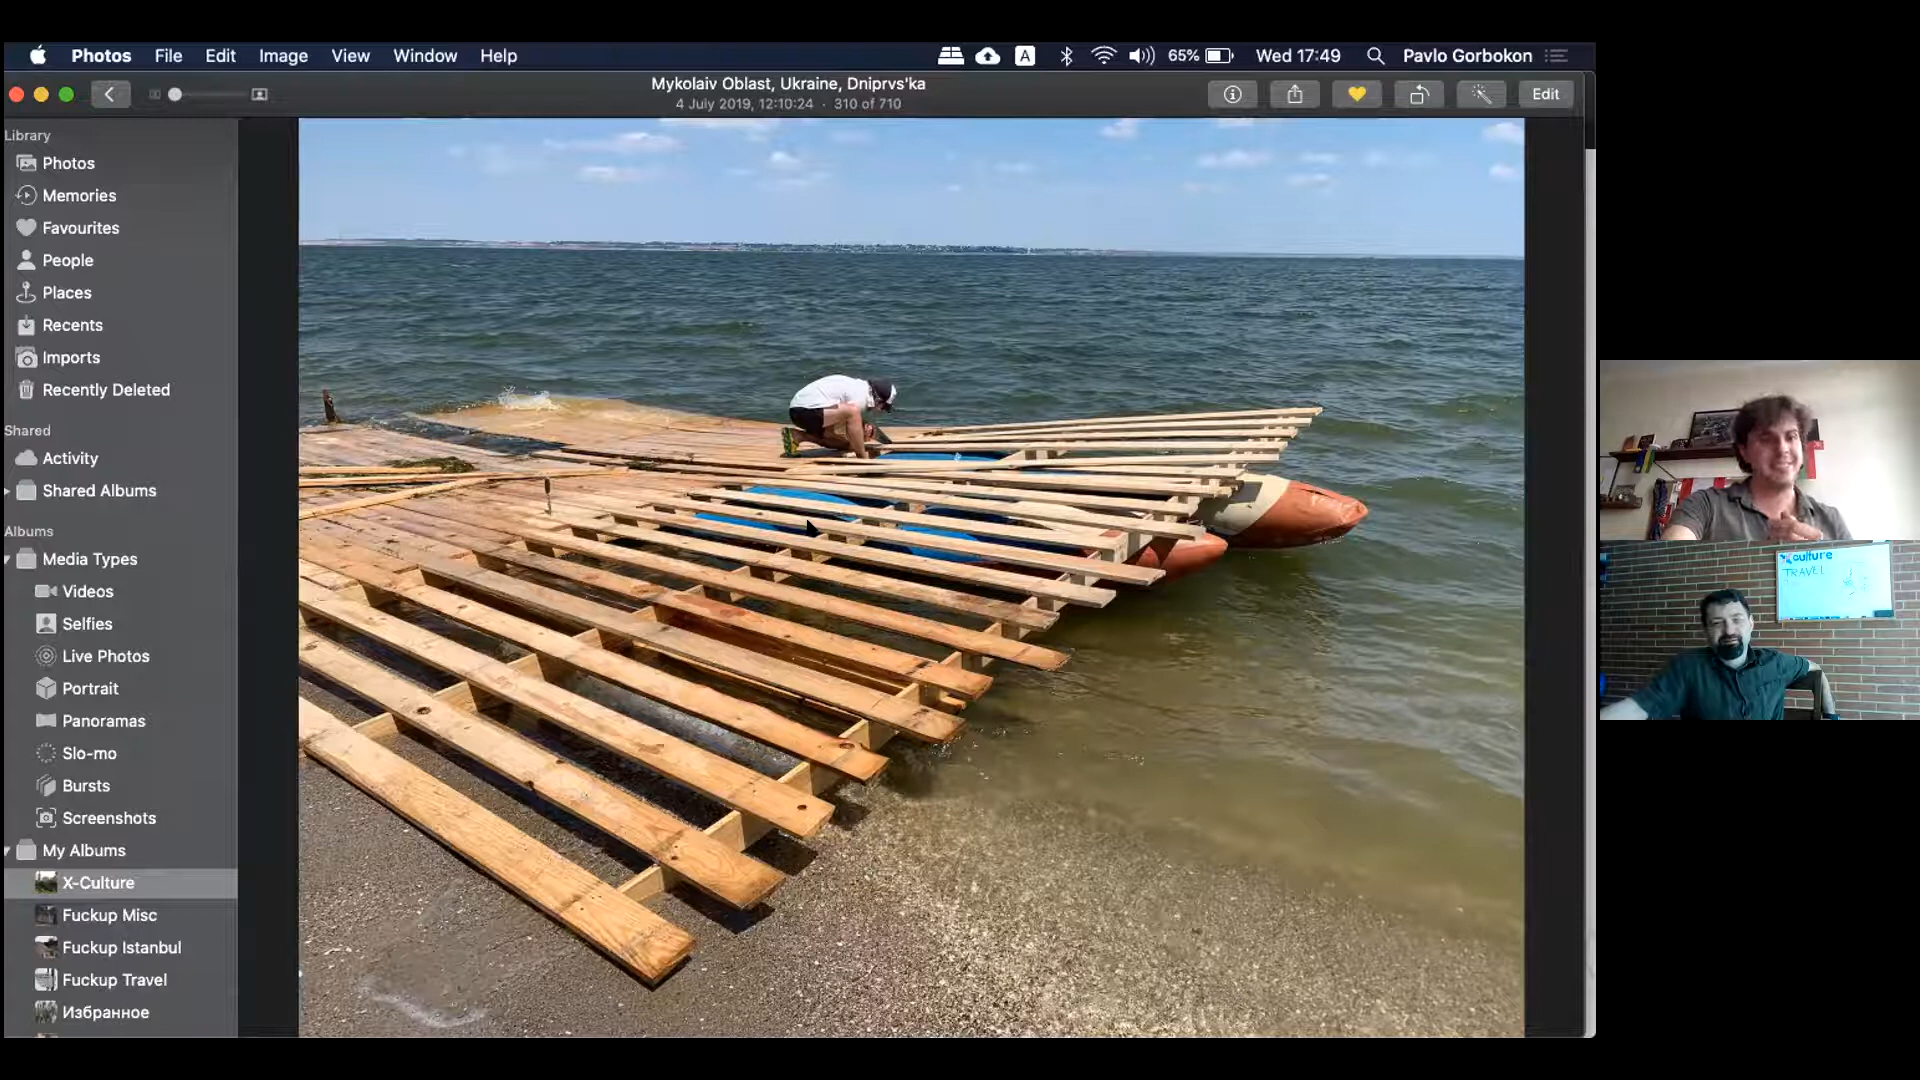 Photos File Edit Image View Window Help A 65% Wed 17:49 Pavlo Gorbokon
Mykolaiv Oblast, Ukraine, Dniprvs'ka
4 July 2019, 12:10:24 · 310 of 710
Edit
Library
Photos
Memories
Favourites
People
Places
Recents
Imports
Recently Deleted
Shared
Activity
Shared Albums
Albums
Media Types
Videos
Selfies
Live Photos
Portrait
Panoramas
Slo-mo
Bursts
Screenshots
My Albums
X-Culture
Fuckup Misc
Fuckup Istanbul
Fuckup Travel
Избранное
culture
TRAVEL